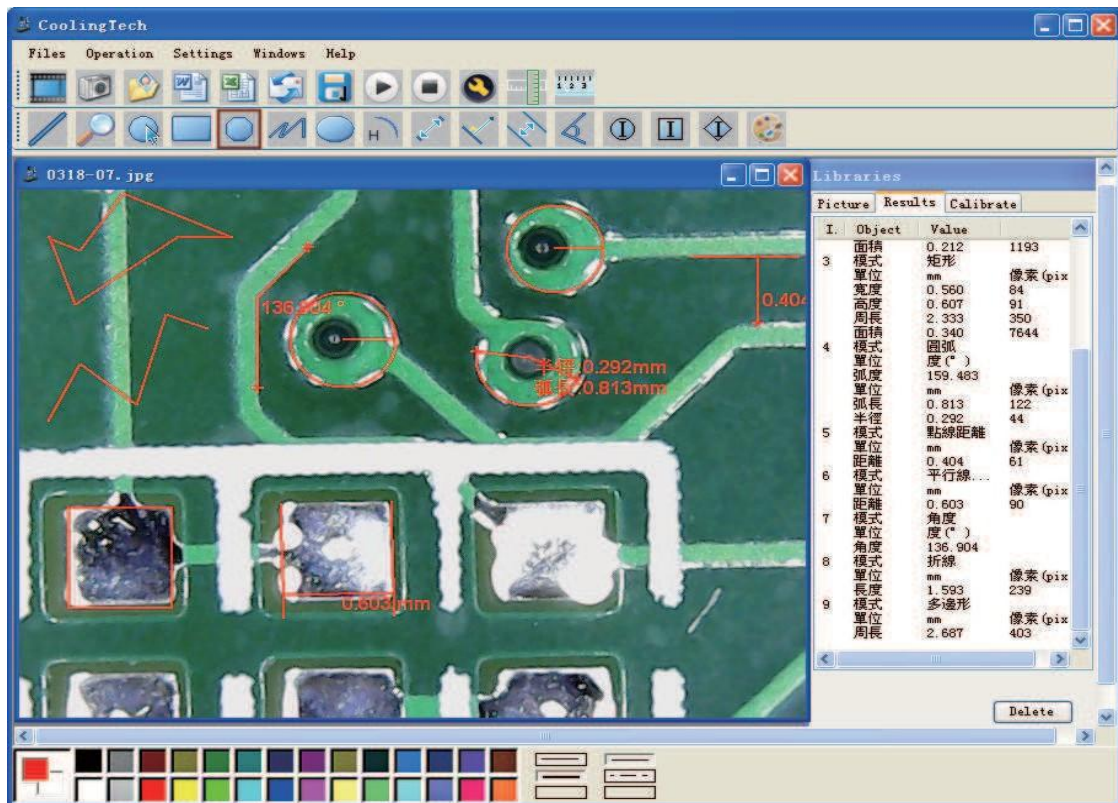 CoolingTech
Files Operation Settings Windows Help
1 2 3
H
0318-07.jpg
136.904°
0.404
半徑:0.292mm
弧長:0.813mm
0.603mm
Libraries
Picture Results Calibrate
I. Object Value
面積 0.212 1193
3 模式 矩形
單位 mm 像素(pix
寬度 0.560 84
高度 0.607 91
周長 2.333 350
面積 0.340 7644
4 模式 圓弧
單位 度(°)
弧度 159.483
單位 mm 像素(pix
弧長 0.813 122
半徑 0.292 44
5 模式 點線距離
單位 mm 像素(pix
距離 0.404 61
6 模式 平行線...
單位 mm 像素(pix
距離 0.603 90
7 模式 角度
單位 度(°)
角度 136.904
8 模式 折線
單位 mm 像素(pix
長度 1.593 239
9 模式 多邊形
單位 mm 像素(pix
周長 2.687 403
Delete